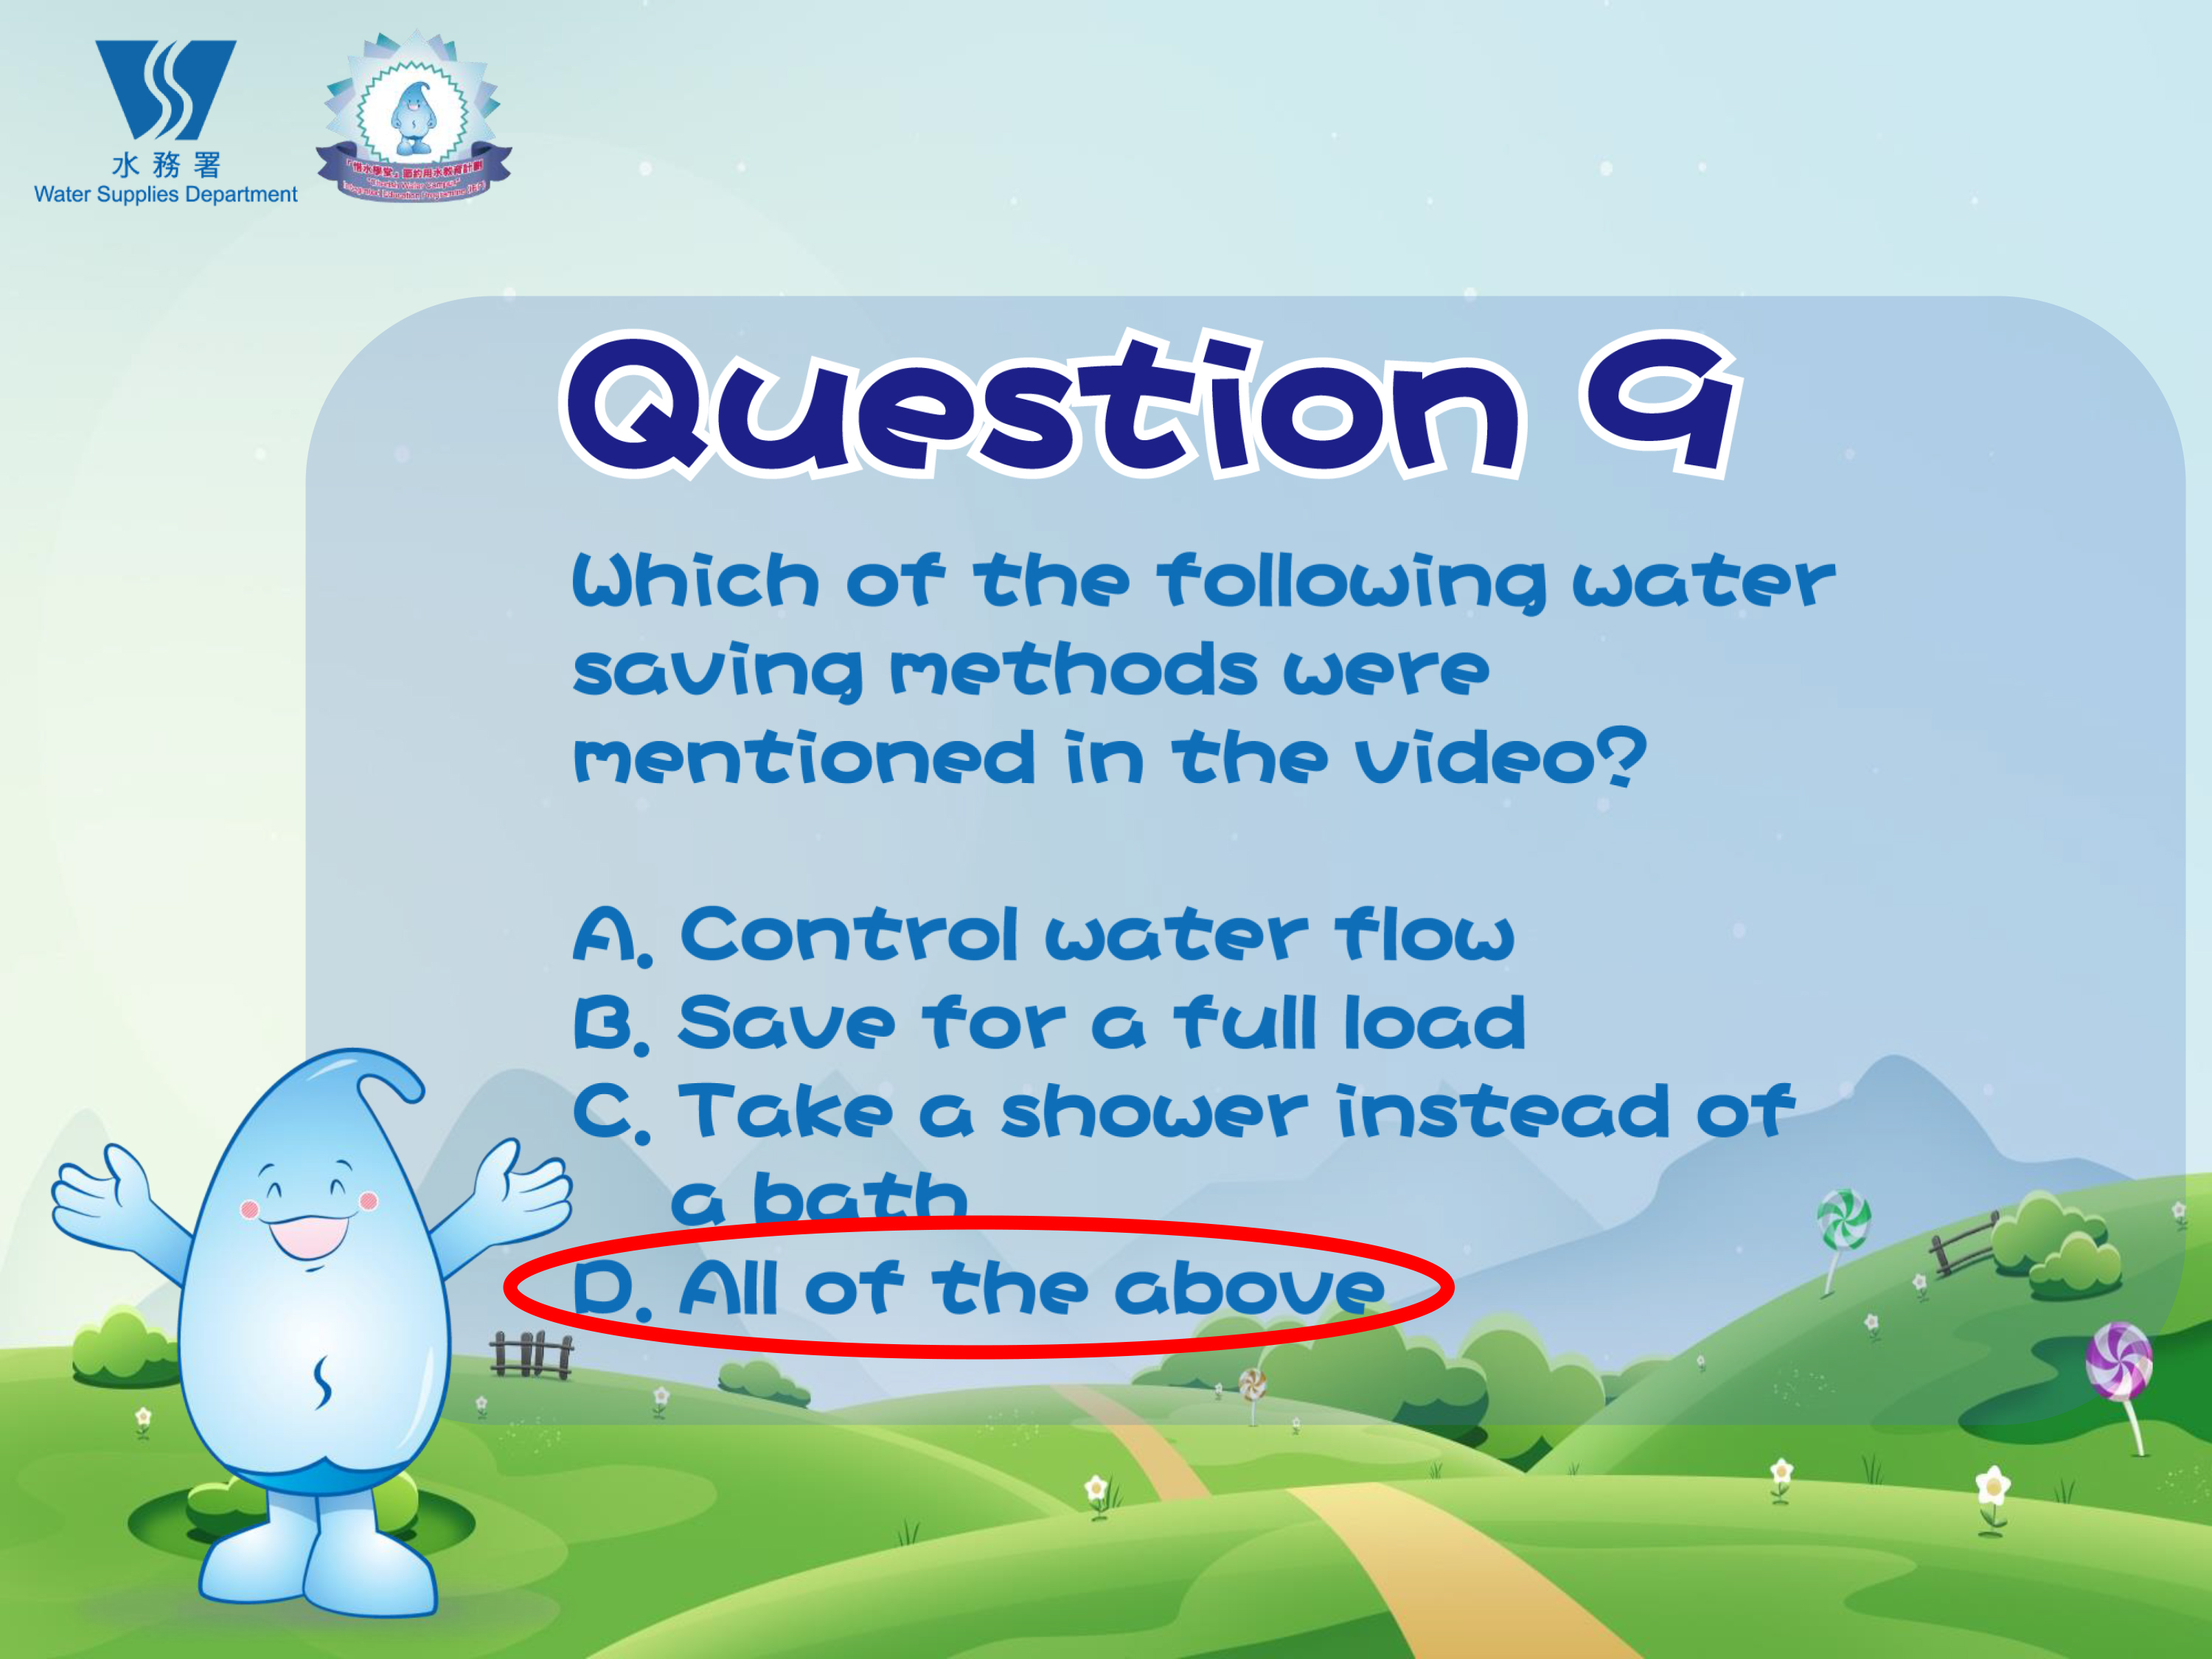 水務署
Water Supplies Department
「惜水學堂」節約用水教育計劃
"Cherish Water Campus"
Integrated Education Programme
Question 9
Which of the following water
saving methods were
mentioned in the video?
A. Control water flow
B. Save for a full load
C. Take a shower instead of
a bath
D. All of the above